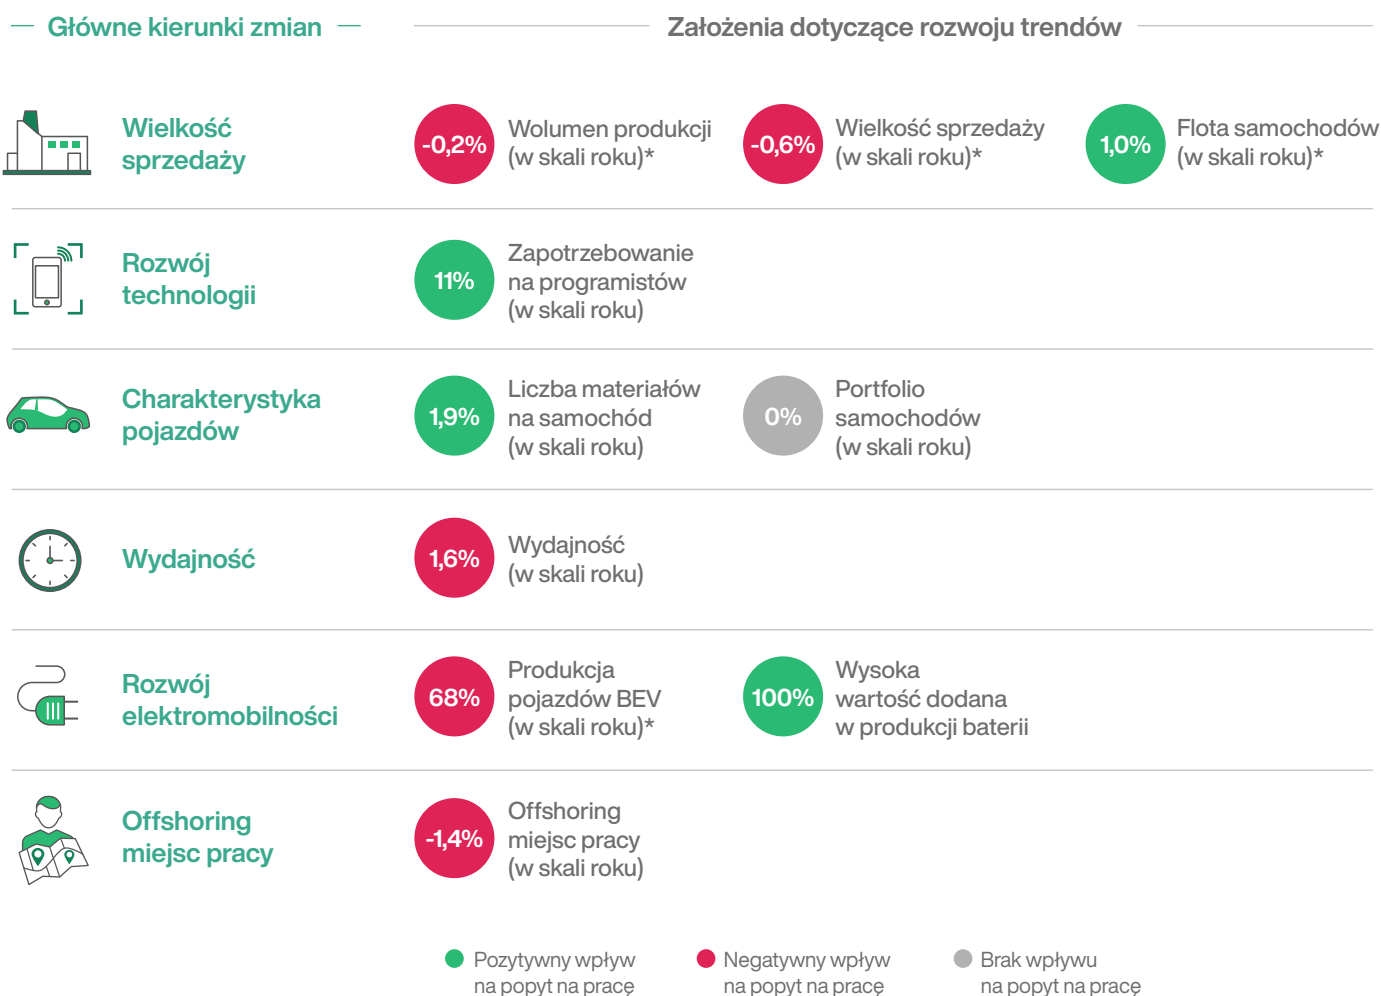 Główne kierunki zmian
Założenia dotyczące rozwoju trendów
Wielkość
sprzedaży
-0,2%
Wolumen produkcji
(w skali roku)*
-0,6%
Wielkość sprzedaży
(w skali roku)*
1,0%
Flota samochodów
(w skali roku)*
Rozwój
technologii
11%
Zapotrzebowanie
na programistów
(w skali roku)
Charakterystyka
pojazdów
1,9%
Liczba materiałów
na samochód
(w skali roku)
0%
Portfolio
samochodów
(w skali roku)
Wydajność
1,6%
Wydajność
(w skali roku)
Rozwój
elektromobilności
68%
Produkcja
pojazdów BEV
(w skali roku)*
100%
Wysoka
wartość dodana
w produkcji baterii
Offshoring
miejsc pracy
-1,4%
Offshoring
miejsc pracy
(w skali roku)
Pozytywny wpływ
na popyt na pracę
Negatywny wpływ
na popyt na pracę
Brak wpływu
na popyt na pracę